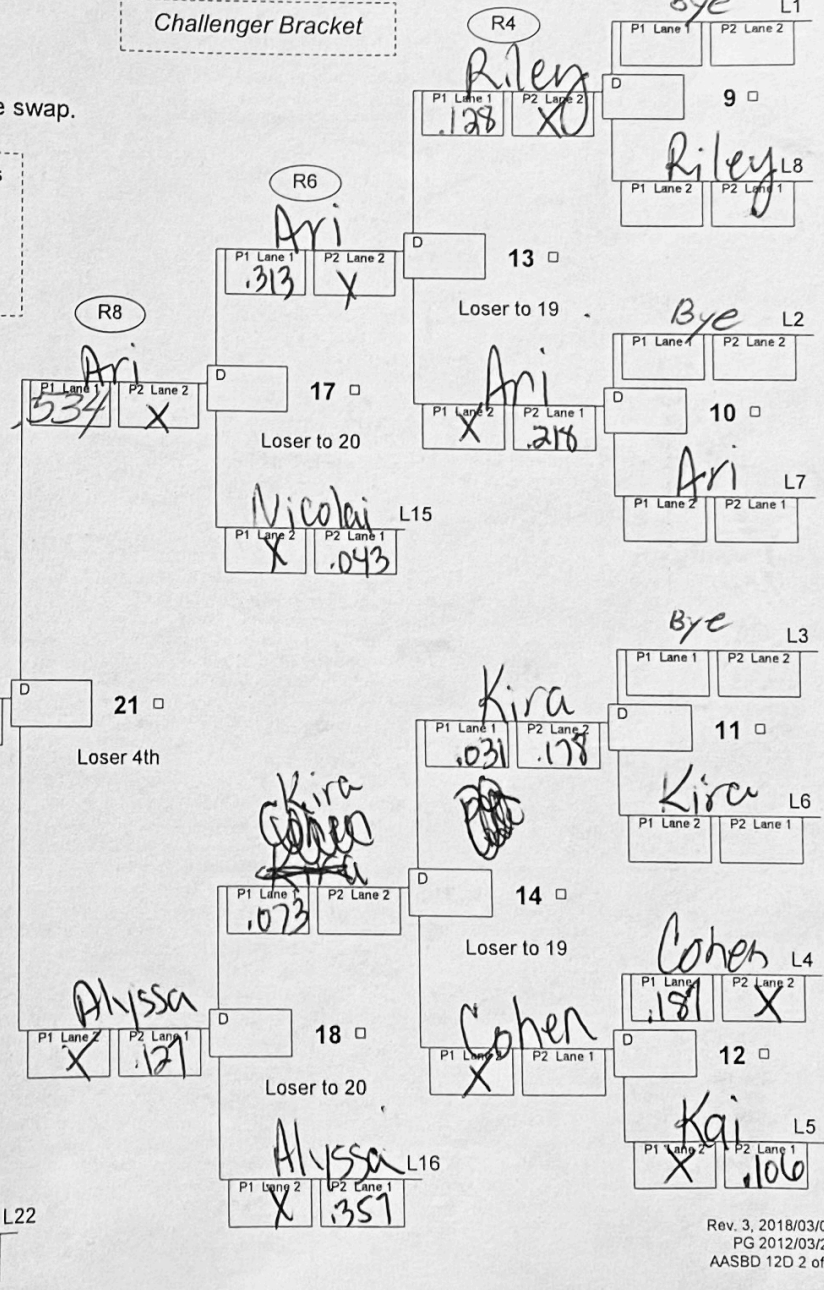 Challenger Bracket
R4
Bye L1
P1 Lane 1 P2 Lane 2
Riley
P1 Lane 1 P2 Lane 2
.128 X
D
9
e swap.
Riley L8
P1 Lane 2 P2 Lane 1
R6
Ari
P1 Lane 1 P2 Lane 2
.313 X
D
13
Loser to 19
Bye L2
P1 Lane 1 P2 Lane 2
R8
Ari
P1 Lane 1 P2 Lane 2
.534 X
D
17
Loser to 20
Ari
P1 Lane 2 P2 Lane 1
X .218
D
10
Ari L7
P1 Lane 2 P2 Lane 1
Nicolai L15
P1 Lane 2 P2 Lane 1
X .043
Bye L3
P1 Lane 1 P2 Lane 2
D
21
Loser 4th
Kira
P1 Lane 1 P2 Lane 2
.031 .178
D
11
Kira L6
P1 Lane 2 P2 Lane 1
Kira
Cohen
Kira
P1 Lane 1 P2 Lane 2
.073
D
14
Loser to 19
Cohen L4
P1 Lane 1 P2 Lane 2
.187 X
Alyssa
P1 Lane 2 P2 Lane 1
X .127
D
18
Loser to 20
Cohen
P1 Lane 2 P2 Lane 1
X
D
12
Kai L5
P1 Lane 2 P2 Lane 1
X .106
Alyssa L16
P1 Lane 2 P2 Lane 1
X .357
L22
Rev. 3, 2018/03/0
PG 2012/03/2
AASBD 12D 2 of